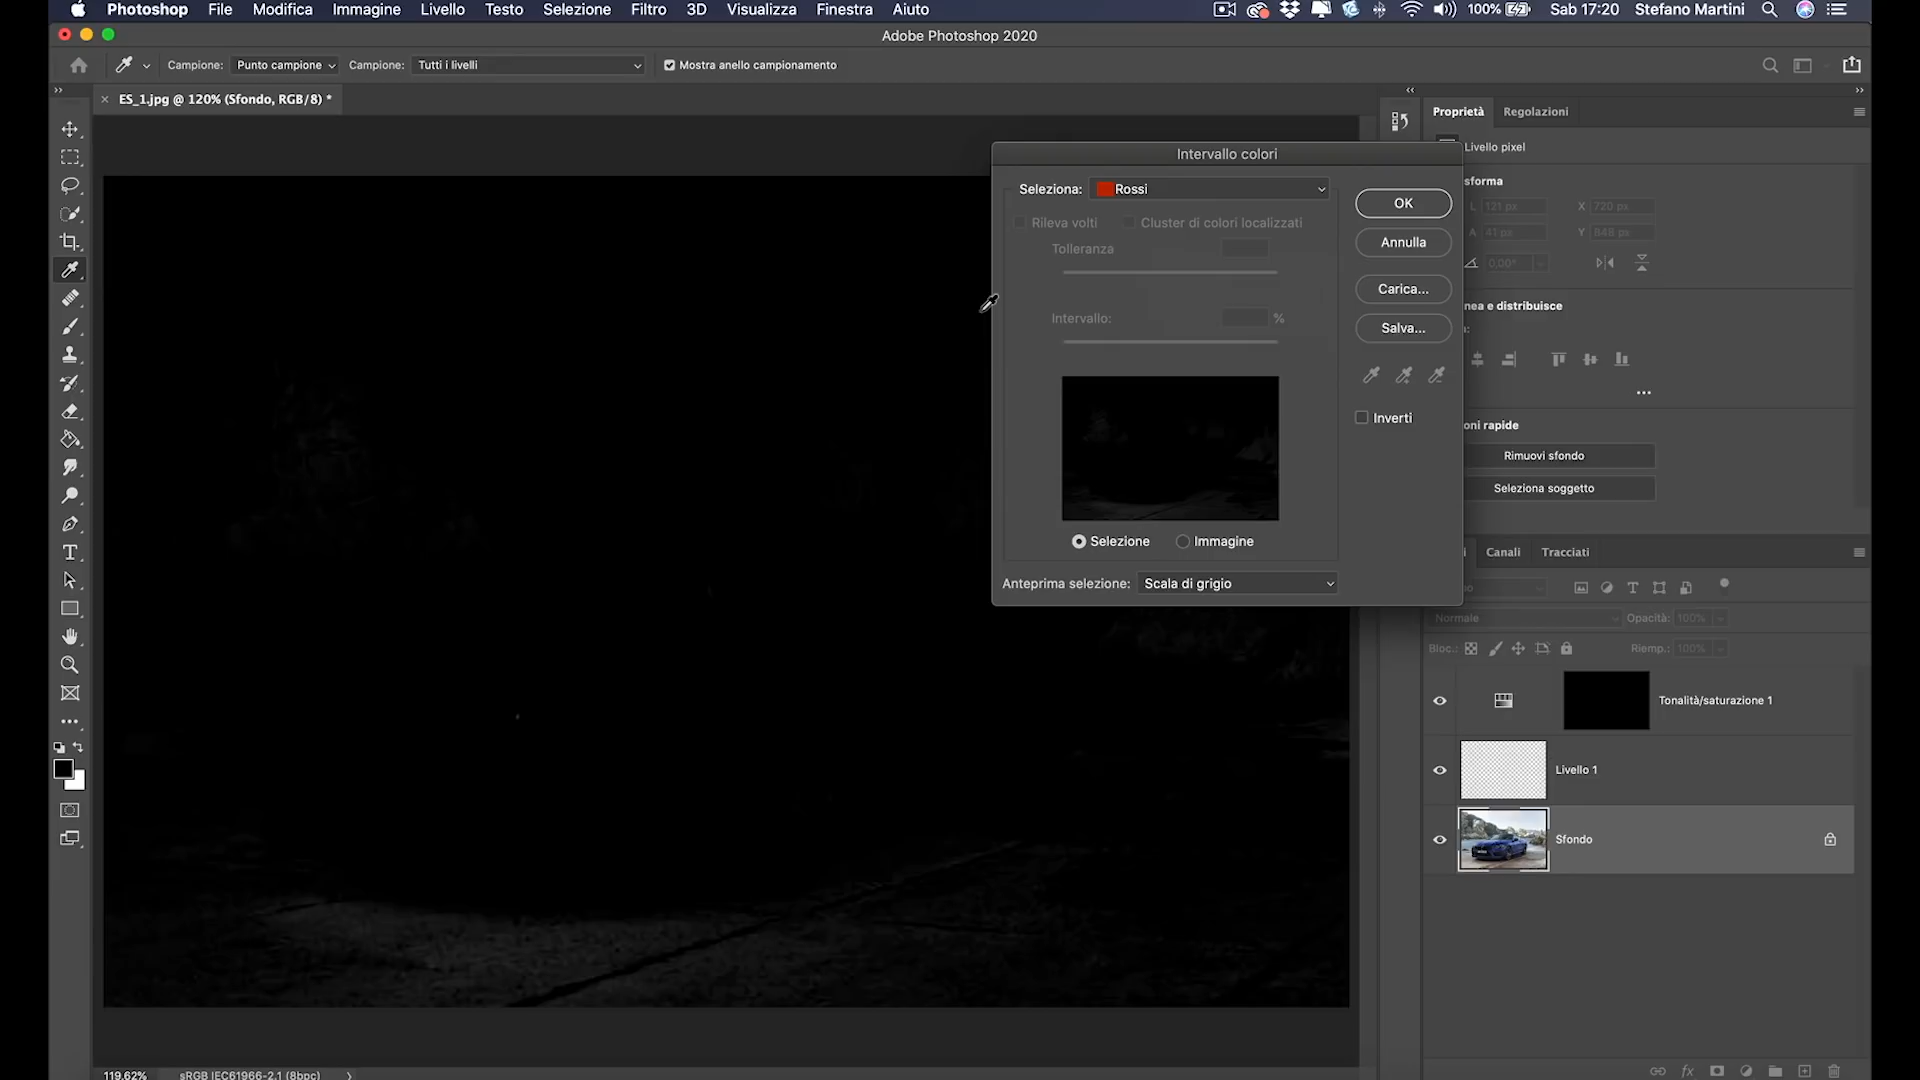 Photoshop File Modifica Immagine Livello Testo Selezione Filtro 3D Visualizza Finestra Aiuto 100% Sab 17:20 Stefano Martini
Adobe Photoshop 2020
Campione: Punto campione Campione: Tutti i livelli Mostra anello campionamento
ES_1.jpg @ 120% (Sfondo, RGB/8) *
Proprietà Regolazioni
Livello pixel
Intervallo colori
Seleziona: Rossi
Rileva volti Cluster di colori localizzati
Tolleranza
Intervallo: %
Selezione Immagine
Anteprima selezione: Scala di grigio
OK
Annulla
Carica...
Salva...
Inverti
sforma
L 121 px X 720 px
A 41 px Y 848 px
0,00°
nea e distribuisce
oni rapide
Rimuovi sfondo
Seleziona soggetto
Canali Tracciati
Normale Opacità: 100%
Bloc.: Riemp.: 100%
Tonalità/saturazione 1
Livello 1
Sfondo
119,62% sRGB IEC61966-2.1 (8bpc)